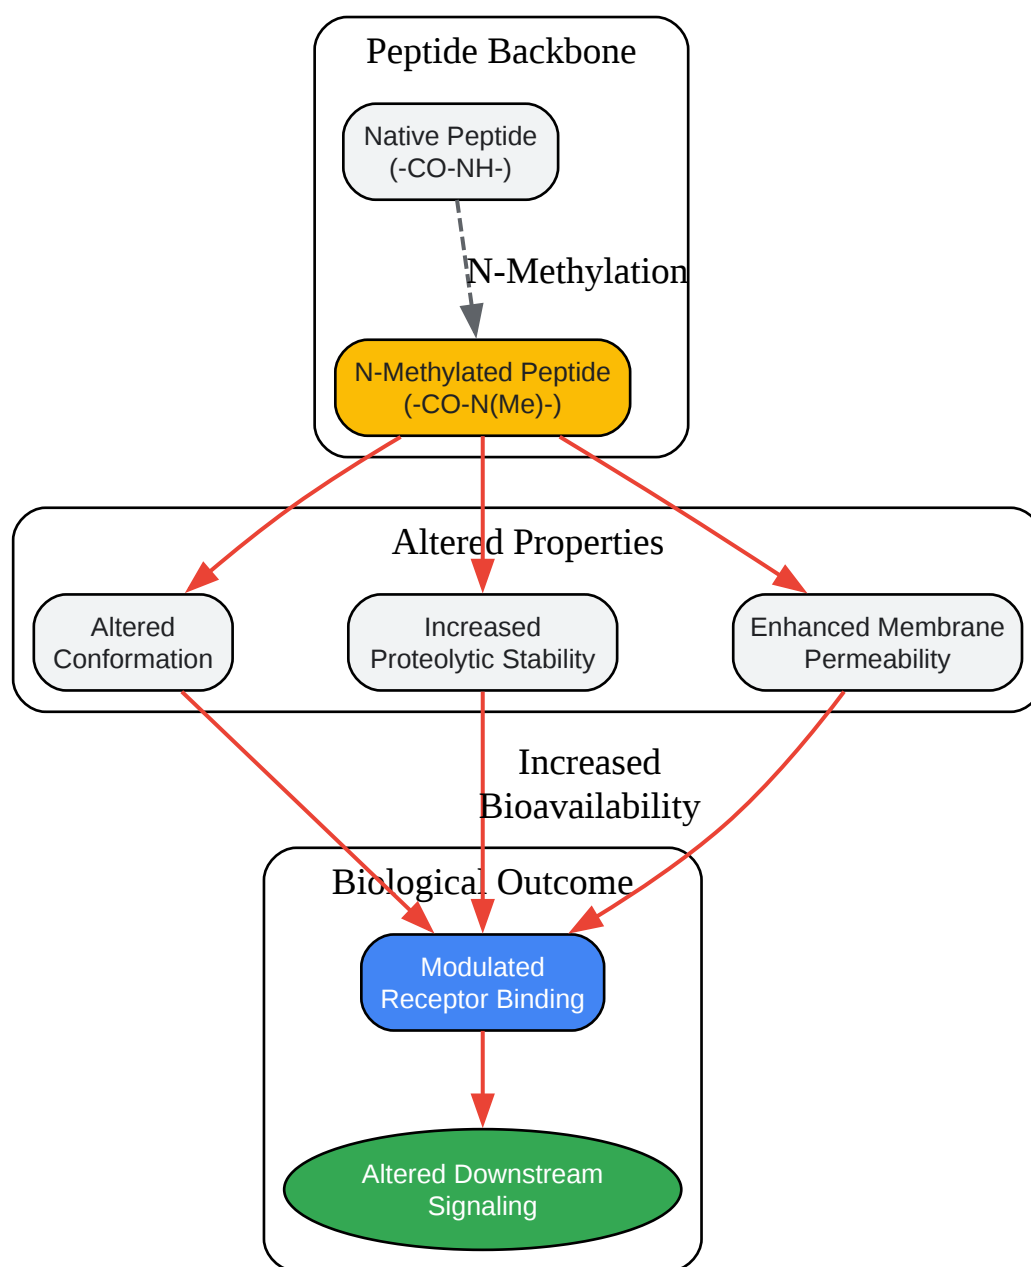 Peptide Backbone
Native Peptide
(-CO-NH-)
N-Methylation
N-Methylated Peptide
(-CO-N(Me)-)
Altered Properties
Altered
Conformation
Increased
Proteolytic Stability
Enhanced Membrane
Permeability
Increased
Bioavailability
Biological Outcome
Modulated
Receptor Binding
Altered Downstream
Signaling